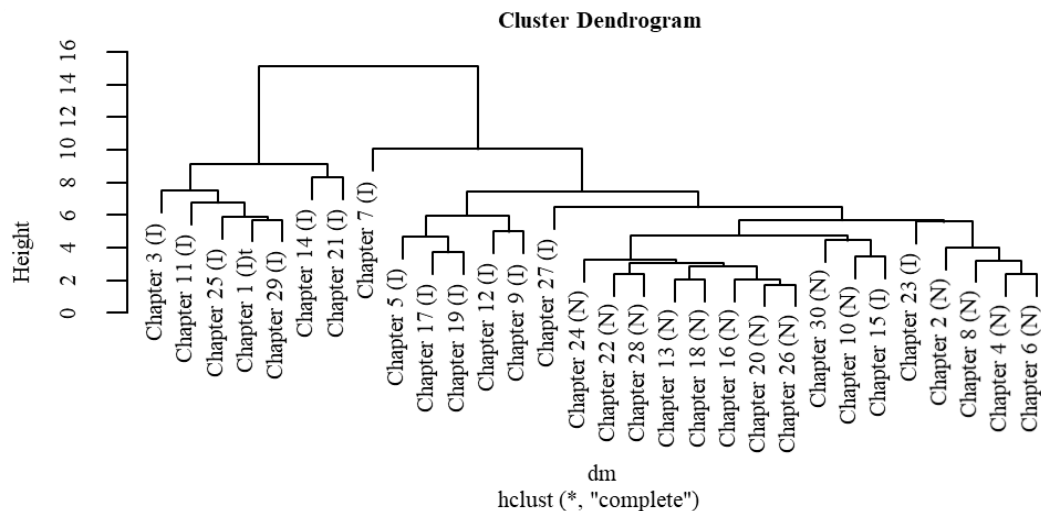 Cluster Dendrogram
Height
0
2
4
6
8
10
12
14
16
Chapter 3 (I)
Chapter 11 (I)
Chapter 25 (I)
Chapter 1 (I)t
Chapter 29 (I)
Chapter 14 (I)
Chapter 21 (I)
Chapter 7 (I)
Chapter 5 (I)
Chapter 17 (I)
Chapter 19 (I)
Chapter 12 (I)
Chapter 9 (I)
Chapter 27 (I)
Chapter 24 (N)
Chapter 22 (N)
Chapter 28 (N)
Chapter 13 (N)
Chapter 18 (N)
Chapter 16 (N)
Chapter 20 (N)
Chapter 26 (N)
Chapter 30 (N)
Chapter 10 (N)
Chapter 15 (I)
Chapter 23 (I)
Chapter 2 (N)
Chapter 8 (N)
Chapter 4 (N)
Chapter 6 (N)
dm
hclust (*, "complete")